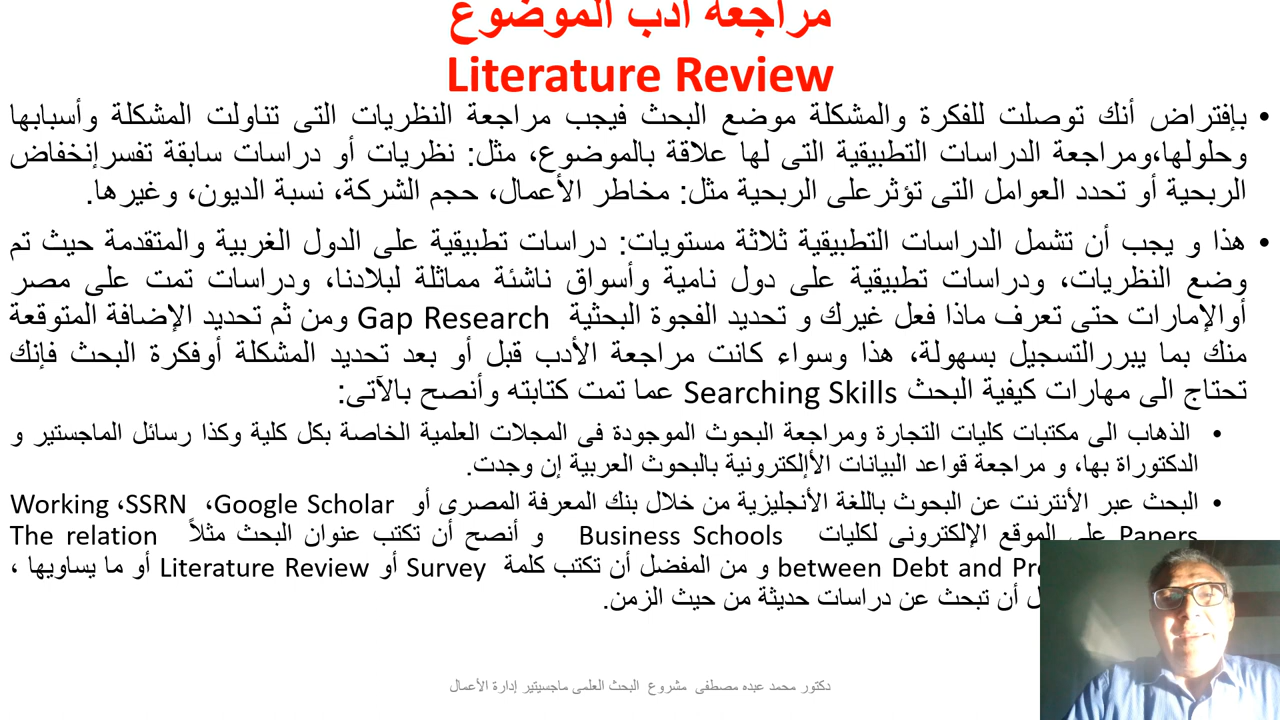 مراجعة أدب الموضوع
Literature Review
• بإفتراض أنك توصلت للفكرة والمشكلة موضع البحث فيجب مراجعة النظريات التى تناولت المشكلة وأسبابها
وحلولها،ومراجعة الدراسات التطبيقية التى لها علاقة بالموضوع، مثل: نظريات أو دراسات سابقة تفسرإنخفاض
الربحية أو تحدد العوامل التى تؤثرعلى الربحية مثل: مخاطر الأعمال، حجم الشركة، نسبة الديون، وغيرها.
• هذا و يجب أن تشمل الدراسات التطبيقية ثلاثة مستويات: دراسات تطبيقية على الدول الغربية والمتقدمة حيث تم
وضع النظريات، ودراسات تطبيقية على دول نامية وأسواق ناشئة مماثلة لبلادنا، ودراسات تمت على مصر
أوالإمارات حتى تعرف ماذا فعل غيرك و تحديد الفجوة البحثية Gap Research ومن ثم تحديد الإضافة المتوقعة
منك بما يبررالتسجيل بسهولة، هذا وسواء كانت مراجعة الأدب قبل أو بعد تحديد المشكلة أوفكرة البحث فإنك
تحتاج الى مهارات كيفية البحث Searching Skills عما تمت كتابته وأنصح بالآتى:
• الذهاب الى مكتبات كليات التجارة ومراجعة البحوث الموجودة فى المجلات العلمية الخاصة بكل كلية وكذا رسائل الماجستير و
الدكتوراة بها، و مراجعة قواعد البيانات الأإلكترونية بالبحوث العربية إن وجدت.
• البحث عبر الأنترنت عن البحوث باللغة الأنجليزية من خلال بنك المعرفة المصرى أو Google Scholar، SSRN، Working
Papers على الموقع الإلكترونى لكليات Business Schools و أنصح أن تكتب عنوان البحث مثلاً The relation
between Debt and و من المفضل أن تكتب كلمة Survey أو Literature Review أو ما يساويها ،
أن تبحث عن دراسات حديثة من حيث الزمن.
دكتور محمد عبده مصطفى مشروع البحث العلمى ماجسيتير إدارة الأعمال